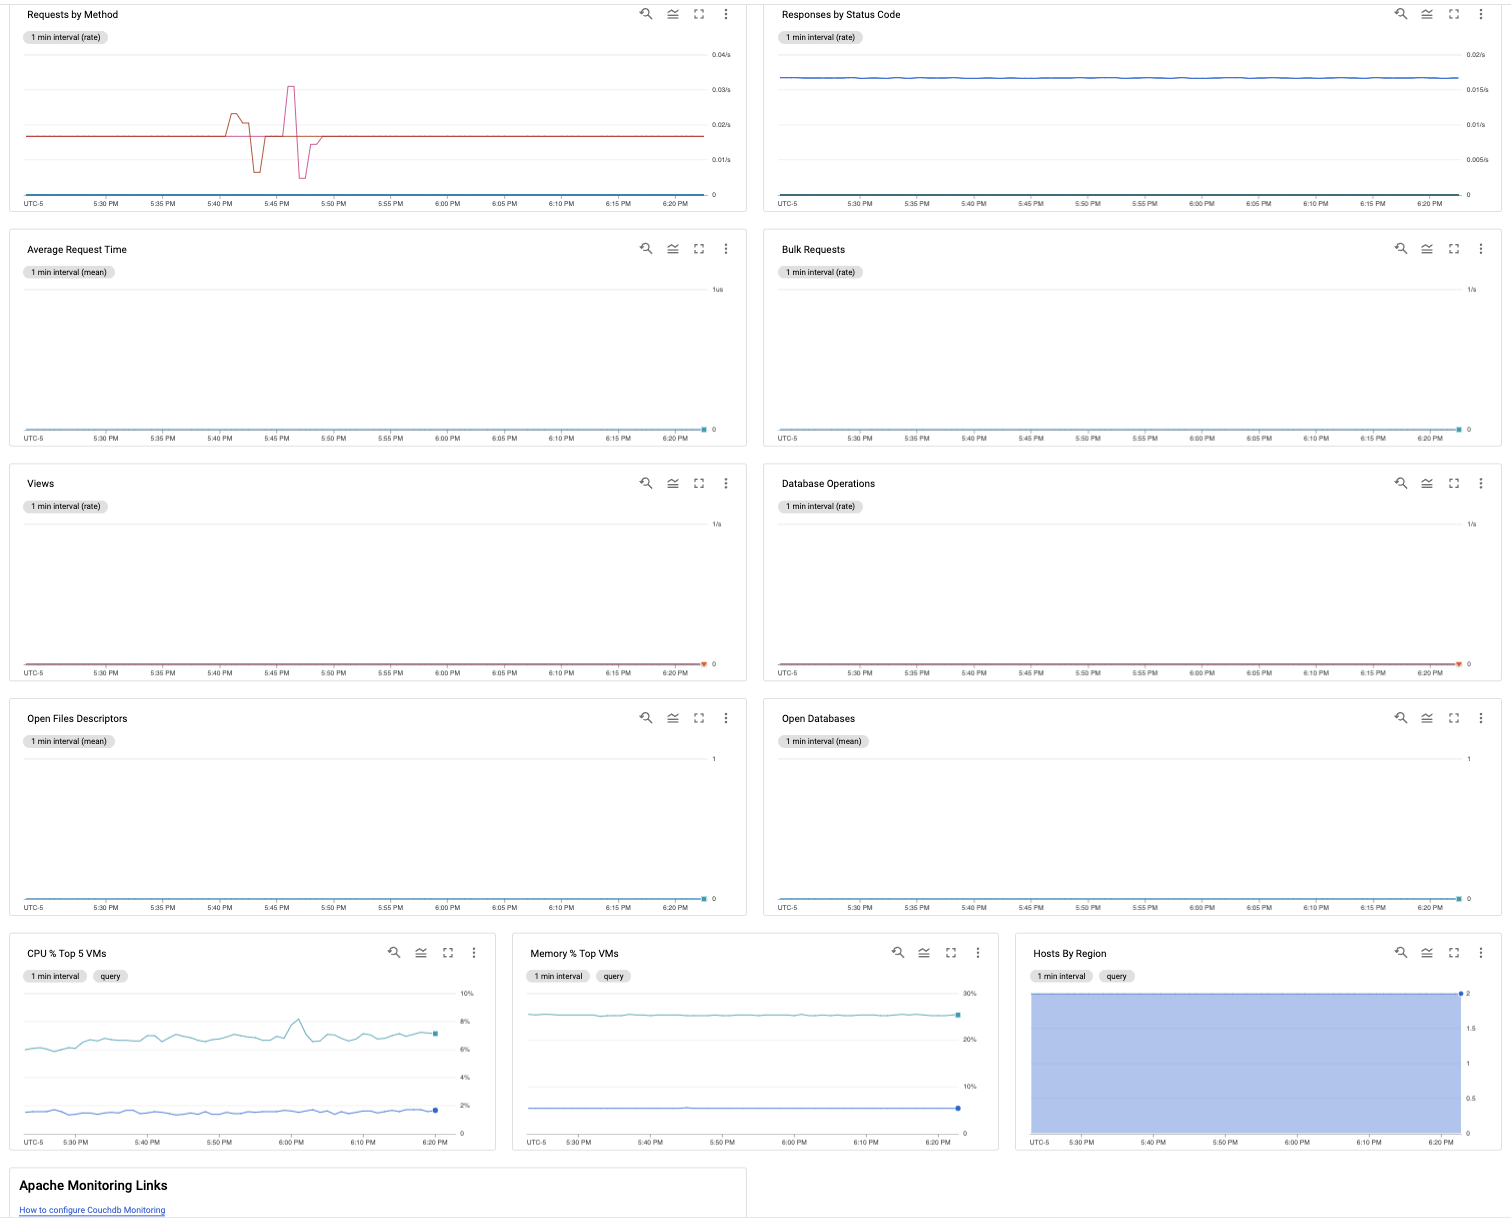 Requests by Method
1 min interval (rate)
0.04/s
0.03/s
0.02/s
0.01/s
0
UTC-5 5:30 PM 5:35 PM 5:40 PM 5:45 PM 5:50 PM 5:55 PM 6:00 PM 6:05 PM 6:10 PM 6:15 PM 6:20 PM
Responses by Status Code
1 min interval (rate)
0.02/s
0.015/s
0.01/s
0.005/s
0
UTC-5 5:30 PM 5:35 PM 5:40 PM 5:45 PM 5:50 PM 5:55 PM 6:00 PM 6:05 PM 6:10 PM 6:15 PM 6:20 PM
Average Request Time
1 min interval (mean)
1us
0
UTC-5 5:30 PM 5:35 PM 5:40 PM 5:45 PM 5:50 PM 5:55 PM 6:00 PM 6:05 PM 6:10 PM 6:15 PM 6:20 PM
Bulk Requests
1 min interval (rate)
1/s
0
UTC-5 5:30 PM 5:35 PM 5:40 PM 5:45 PM 5:50 PM 5:55 PM 6:00 PM 6:05 PM 6:10 PM 6:15 PM 6:20 PM
Views
1 min interval (rate)
1/s
0
UTC-5 5:30 PM 5:35 PM 5:40 PM 5:45 PM 5:50 PM 5:55 PM 6:00 PM 6:05 PM 6:10 PM 6:15 PM 6:20 PM
Database Operations
1 min interval (rate)
1/s
0
UTC-5 5:30 PM 5:35 PM 5:40 PM 5:45 PM 5:50 PM 5:55 PM 6:00 PM 6:05 PM 6:10 PM 6:15 PM 6:20 PM
Open Files Descriptors
1 min interval (mean)
1
0
UTC-5 5:30 PM 5:35 PM 5:40 PM 5:45 PM 5:50 PM 5:55 PM 6:00 PM 6:05 PM 6:10 PM 6:15 PM 6:20 PM
Open Databases
1 min interval (mean)
1
0
UTC-5 5:30 PM 5:35 PM 5:40 PM 5:45 PM 5:50 PM 5:55 PM 6:00 PM 6:05 PM 6:10 PM 6:15 PM 6:20 PM
CPU % Top 5 VMs
1 min interval query
10%
8%
6%
4%
2%
0
UTC-5 5:30 PM 5:40 PM 5:50 PM 6:00 PM 6:10 PM 6:20 PM
Memory % Top VMs
1 min interval query
30%
20%
10%
0
UTC-5 5:30 PM 5:40 PM 5:50 PM 6:00 PM 6:10 PM 6:20 PM
Hosts By Region
1 min interval query
2
1.5
1
0.5
0
UTC-5 5:30 PM 5:40 PM 5:50 PM 6:00 PM 6:10 PM 6:20 PM
Apache Monitoring Links
How to configure Couchdb Monitoring